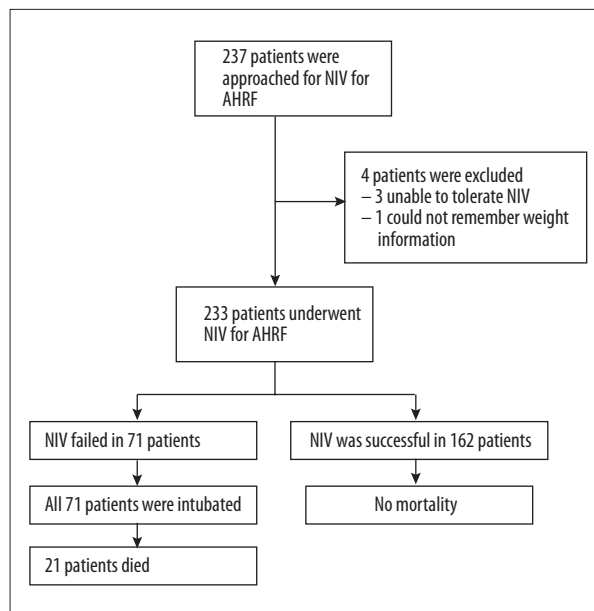 237 patients were
approached for NIV for
AHRF
4 patients were excluded
– 3 unable to tolerate NIV
– 1 could not remember weight
information
233 patients underwent
NIV for AHRF
NIV failed in 71 patients
NIV was successful in 162 patients
All 71 patients were intubated
No mortality
21 patients died